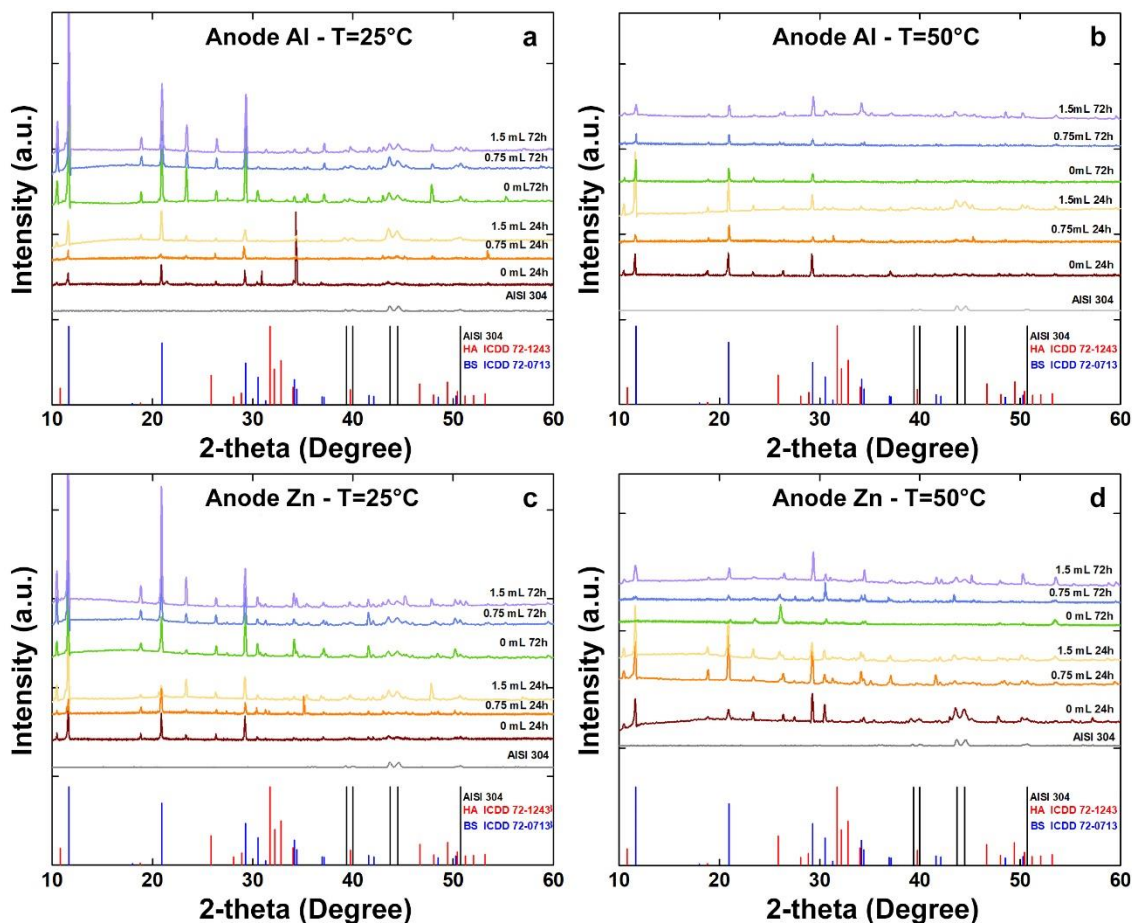 Anode Al - T=25°C
a
Intensity (a.u.)
1.5 mL 72h
0.75 mL 72h
0 mL72h
1.5 mL 24h
0.75 mL 24h
0 mL 24h
AISI 304
AISI 304
HA ICDD 72-1243
BS ICDD 72-0713
10 20 30 40 50 60
2-theta (Degree)
Anode Al - T=50°C
b
Intensity (a.u.)
1.5mL 72h
0.75mL 72h
0mL 72h
1.5mL 24h
0.75mL 24h
0mL 24h
AISI 304
AISI 304
HA ICDD 72-1243
BS ICDD 72-0713
10 20 30 40 50 60
2-theta (Degree)
Anode Zn - T=25°C
c
Intensity (a.u.)
1.5 mL 72h
0.75 mL 72h
0 mL 72h
1.5 mL 24h
0.75 mL 24h
0 mL 24h
AISI 304
AISI 304
HA ICDD 72-1243
BS ICDD 72-0713
10 20 30 40 50 60
2-theta (Degree)
Anode Zn - T=50°C
d
Intensity (a.u.)
1.5 mL 72h
0.75 mL 72h
0 mL 72h
1.5 mL 24h
0.75 mL 24h
0 mL 24h
AISI 304
AISI 304
HA ICDD 72-1243
BS ICDD 72-0713
10 20 30 40 50 60
2-theta (Degree)